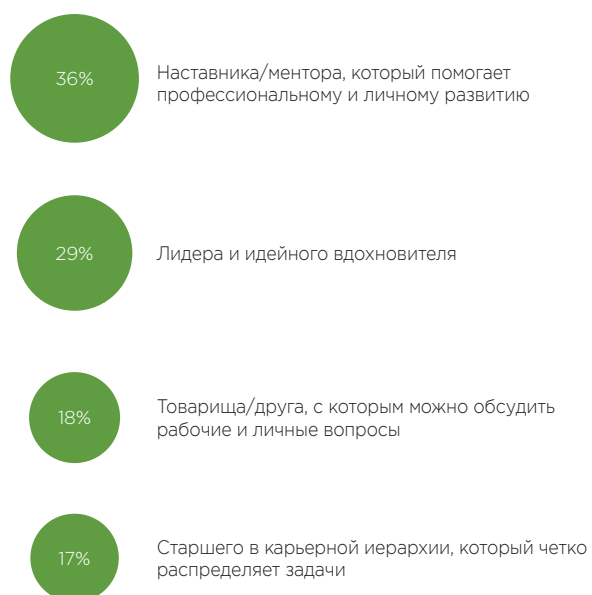 36%
Наставника/ментора, который помогает
профессиональному и личному развитию
29%
Лидера и идейного вдохновителя
18%
Товарища/друга, с которым можно обсудить
рабочие и личные вопросы
17%
Старшего в карьерной иерархии, который четко
распределяет задачи